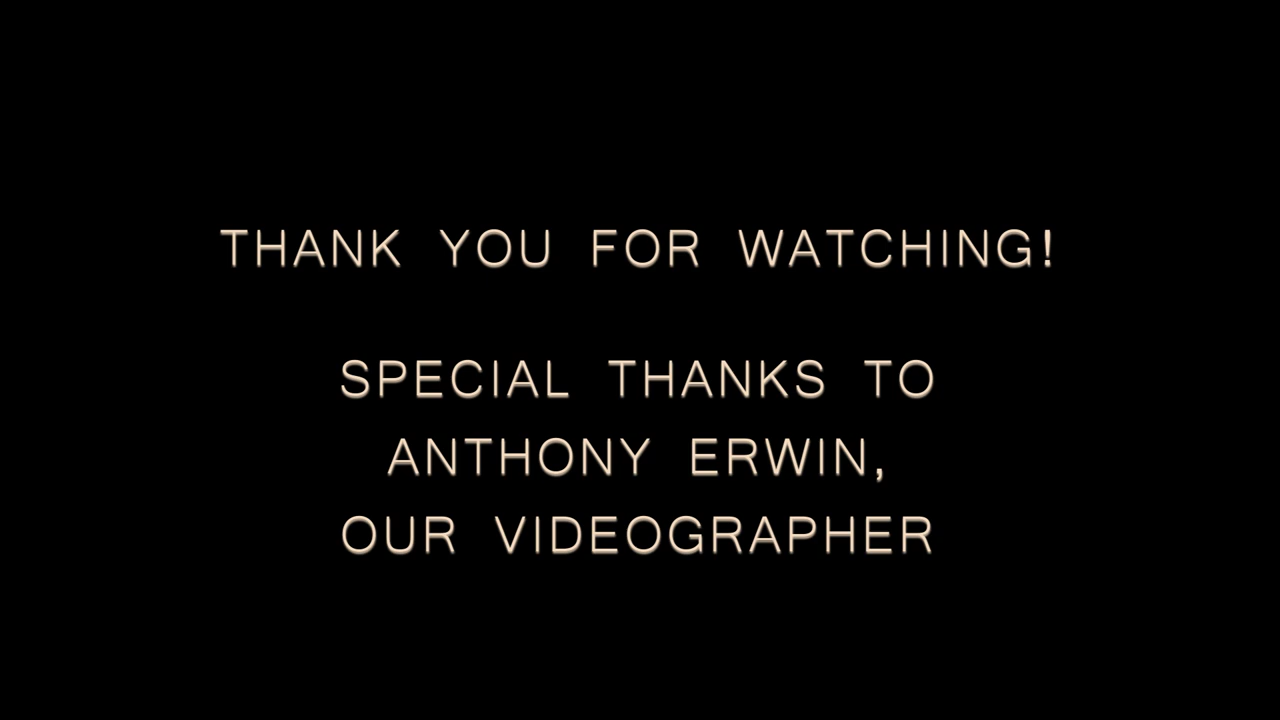 THANK YOU FOR WATCHING!
SPECIAL THANKS TO
ANTHONY ERWIN,
OUR VIDEOGRAPHER